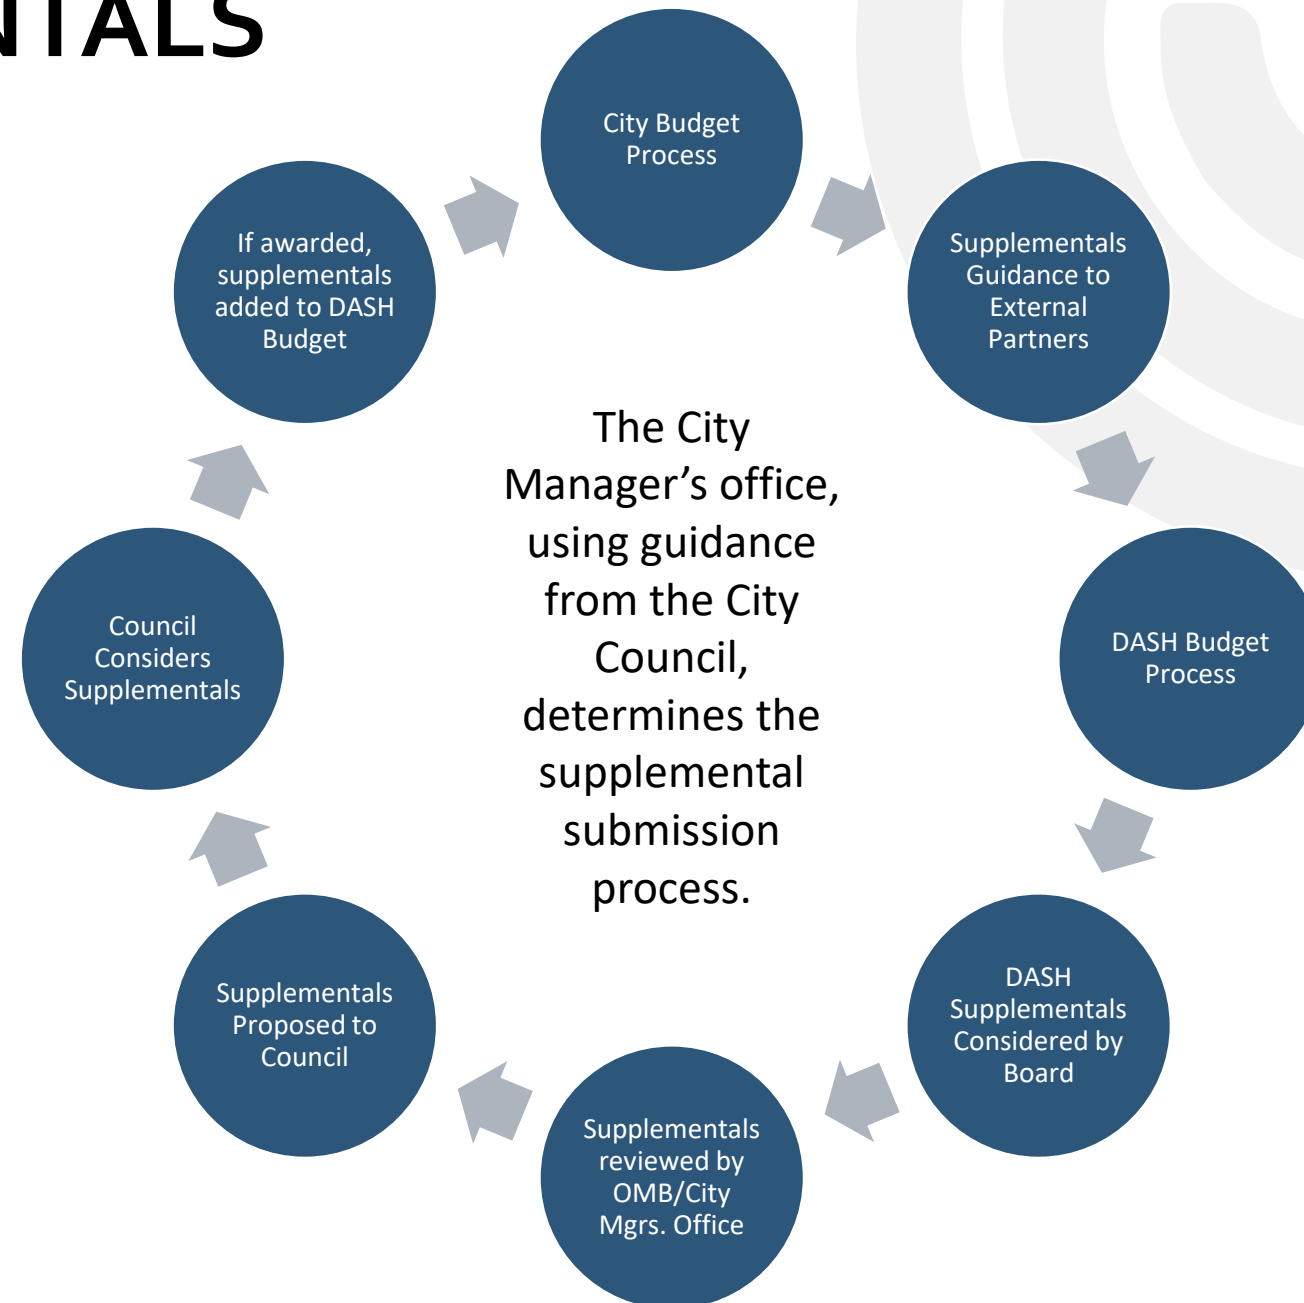 NTALS
City Budget
Process
Supplementals
Guidance to
External
Partners
DASH Budget
Process
DASH
Supplementals
Considered by
Board
Supplementals
reviewed by
OMB/City
Mgrs. Office
Supplementals
Proposed to
Council
Council
Considers
Supplementals
If awarded,
supplementals
added to DASH
Budget
The City
Manager’s office,
using guidance
from the City
Council,
determines the
supplemental
submission
process.